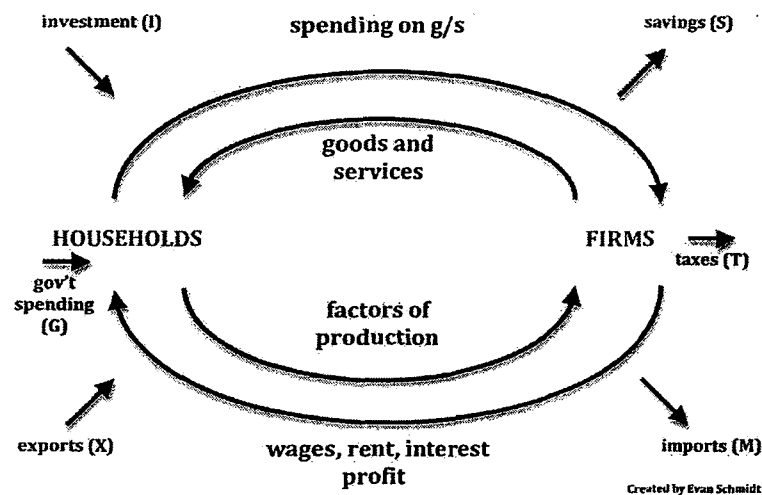 investment (I)
spending on g/s
savings (S)
goods and
services
HOUSEHOLDS
FIRMS
taxes (T)
gov't
spending
(G)
factors of
production
exports (X)
wages, rent, interest
profit
imports (M)
Created by Evan Schmidt